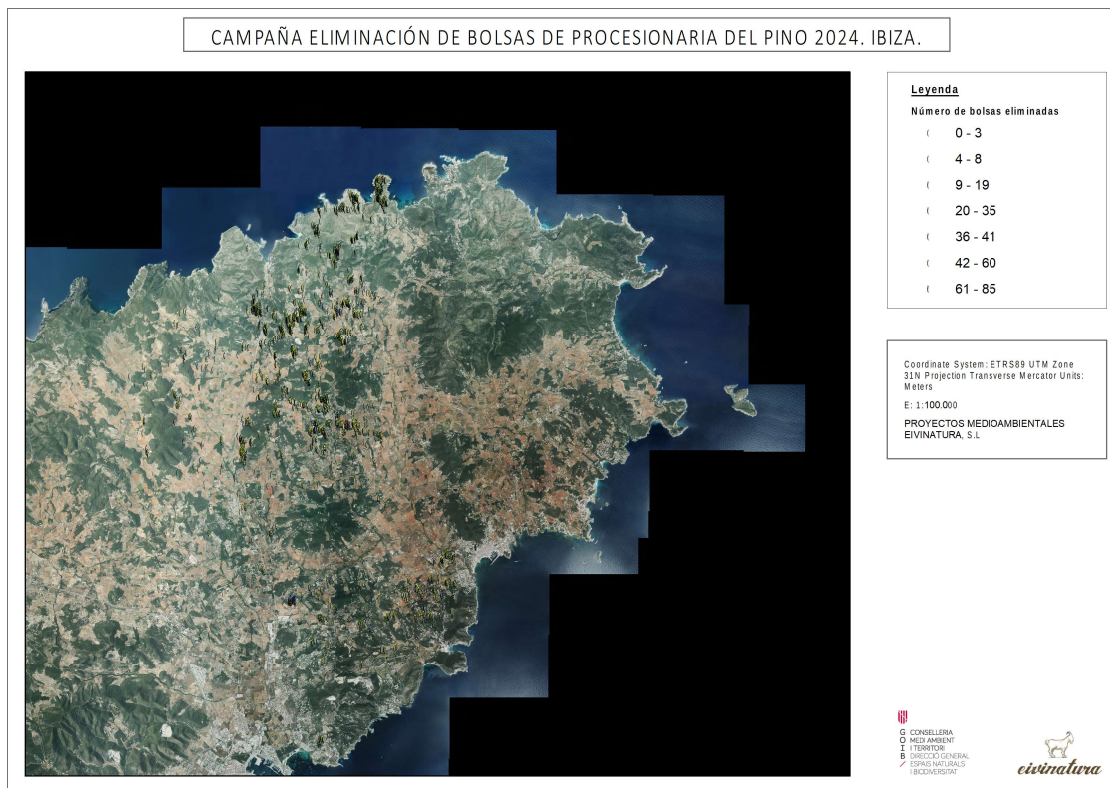 CAMPAÑA ELIMINACIÓN DE BOLSAS DE PROCESIONARIA DEL PINO 2024. IBIZA.
Leyenda
Número de bolsas eliminadas
0 - 3
4 - 8
9 - 19
20 - 35
36 - 41
42 - 60
61 - 85
Coordinate System: ETRS89 UTM Zone
31N Projection Transverse Mercator Units:
Meters
E: 1:100.000
PROYECTOS MEDIOAMBIENTALES
EIVINATURA, S.L
G CONSELLERIA
O MEDI AMBIENT
I I TERRITORI
B DIRECCIÓ GENERAL
/ ESPAIS NATURALS
I BIODIVERSITAT
eivinatura